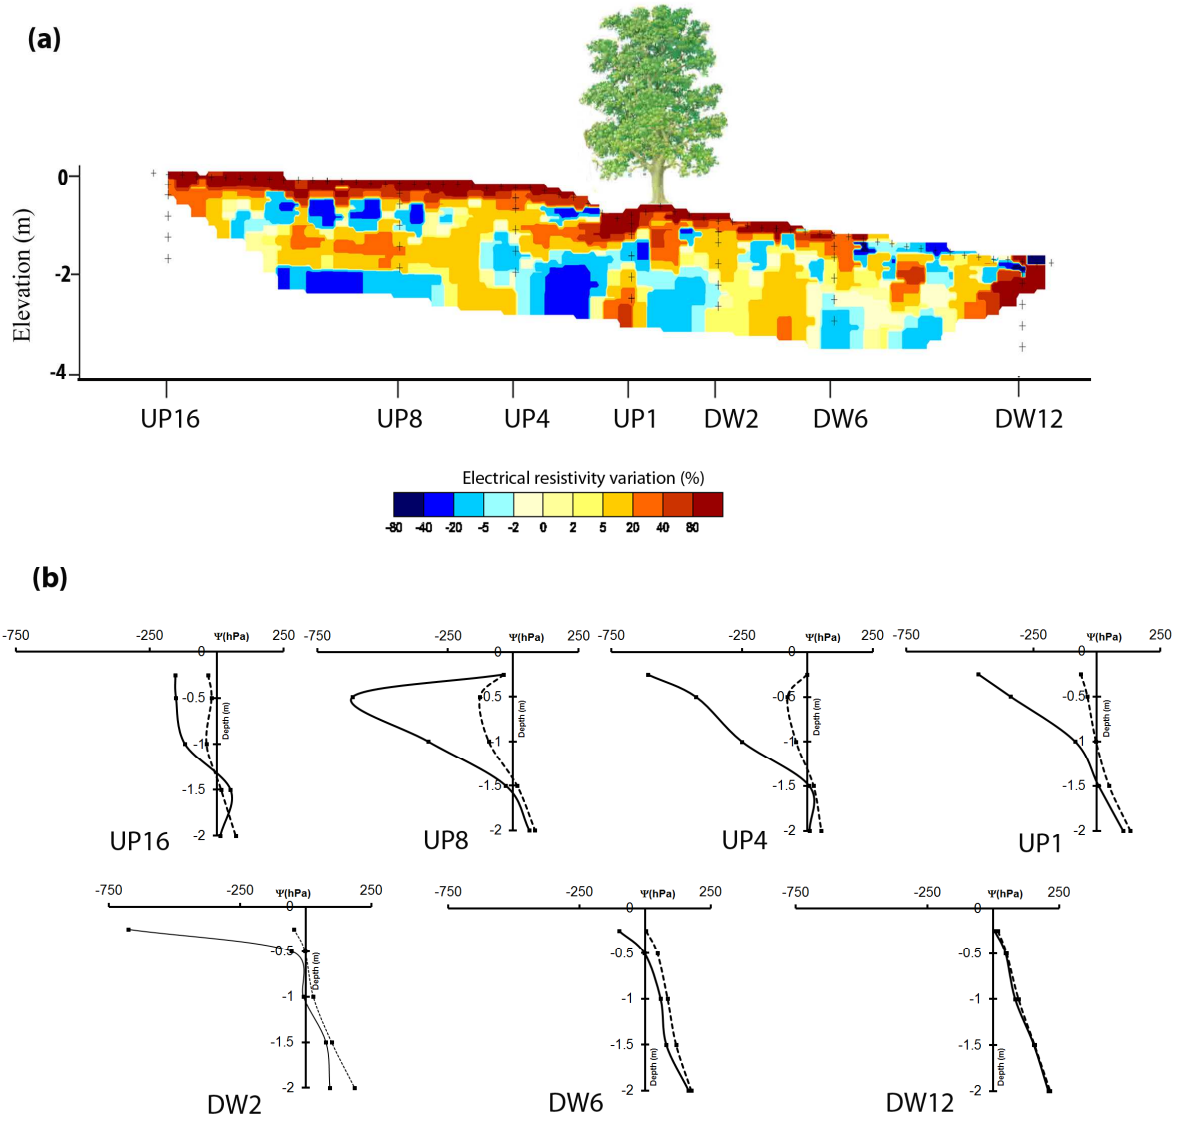 (a)
0
-2
-4
Elevation (m)
UP16 UP8 UP4 UP1 DW2 DW6 DW12
Electrical resistivity variation (%)
-80 -40 -20 -5 -2 0 2 5 20 40 80
(b)
-750 -250 Ψ(hPa) 250
0
-0.5
-1
-1.5
-2
Depth (m)
UP16
-750 -250 Ψ(hPa) 250
0
-0.5
-1
-1.5
-2
Depth (m)
UP8
-750 -250 Ψ(hPa) 250
0
-0.5
-1
-1.5
-2
Depth (m)
UP4
-750 -250 Ψ(hPa) 250
0
-0.5
-1
-1.5
-2
Depth (m)
UP1
-750 -250 Ψ(hPa) 250
0
-0.5
-1
-1.5
-2
Depth (m)
DW2
-750 -250 Ψ(hPa) 250
0
-0.5
-1
-1.5
-2
Depth (m)
DW6
-750 -250 Ψ(hPa) 250
0
-0.5
-1
-1.5
-2
Depth (m)
DW12